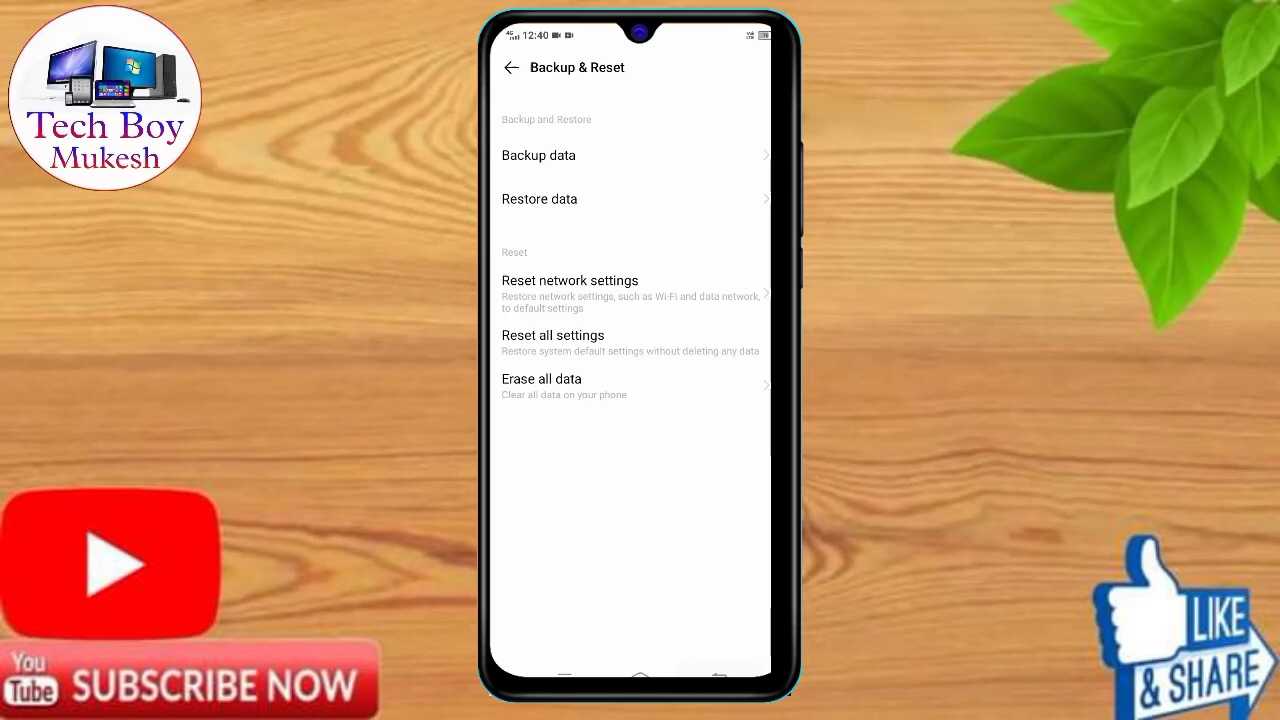 Tech Boy
Mukesh
4G 12:40
Backup & Reset
Backup and Restore
Backup data
Restore data
Reset
Reset network settings
Restore network settings, such as Wi-Fi and data network,
to default settings
Reset all settings
Restore system default settings without deleting any data
Erase all data
Clear all data on your phone
You
Tube
SUBSCRIBE NOW
LIKE
& SHARE